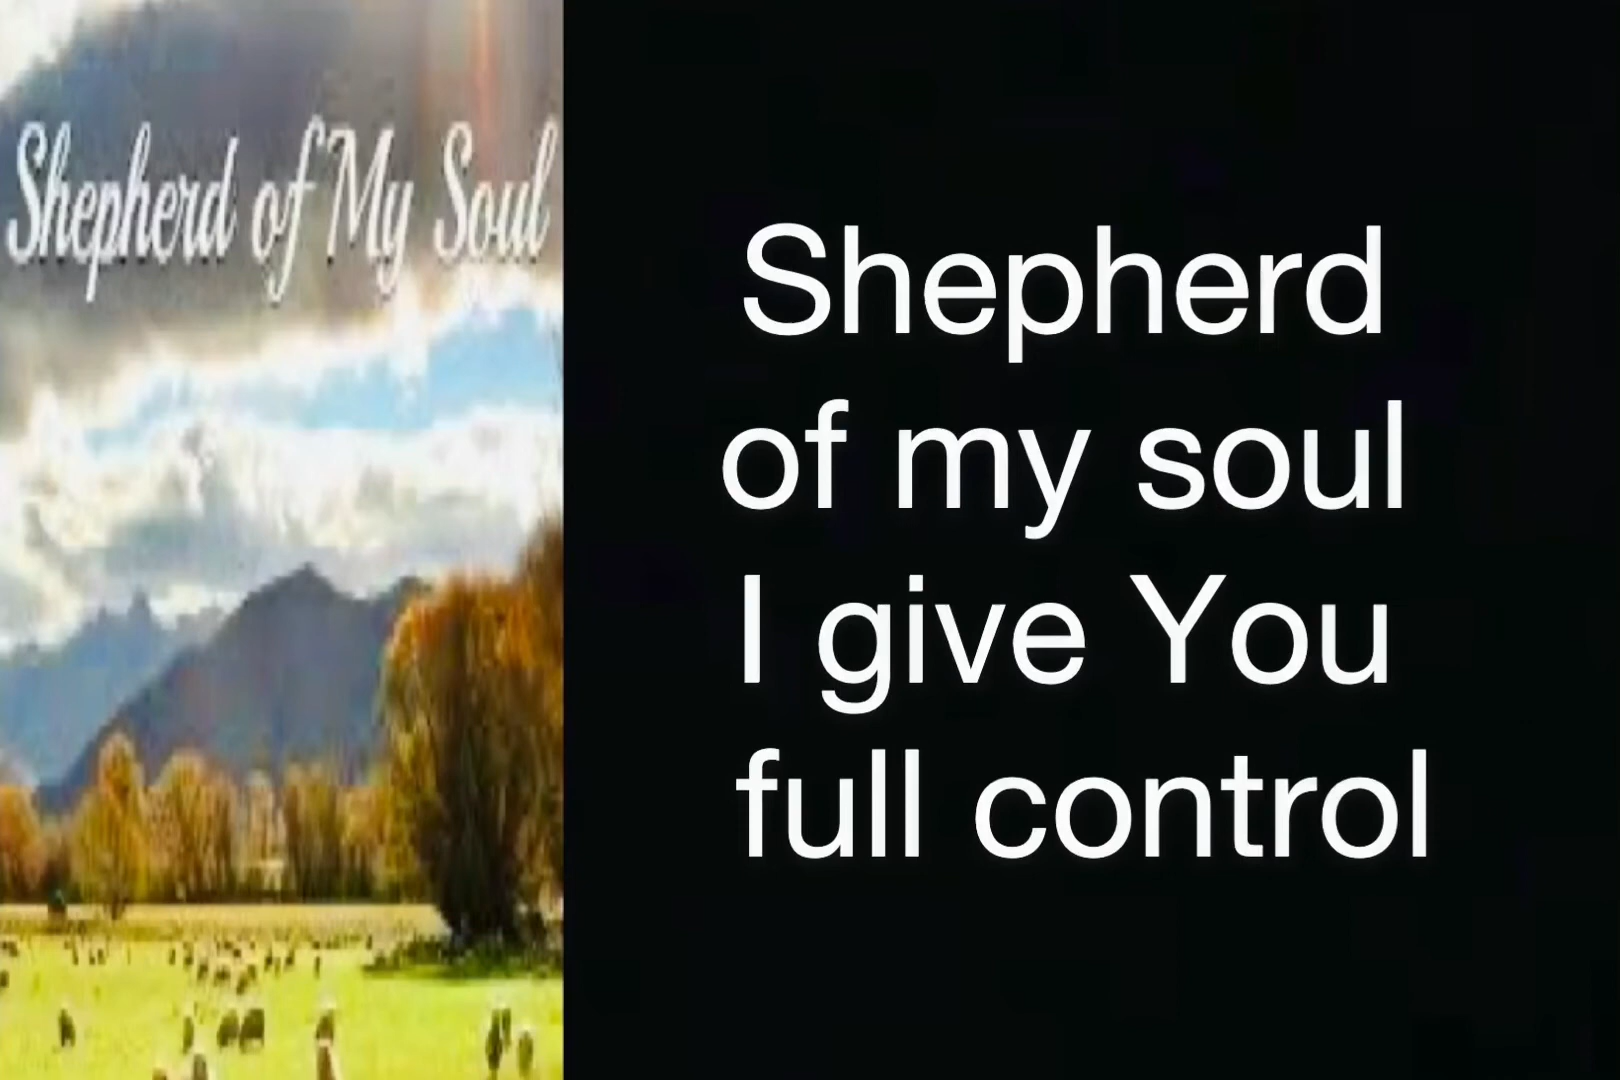 Shepherd of My Soul
Shepherd
of my soul
I give You
full control